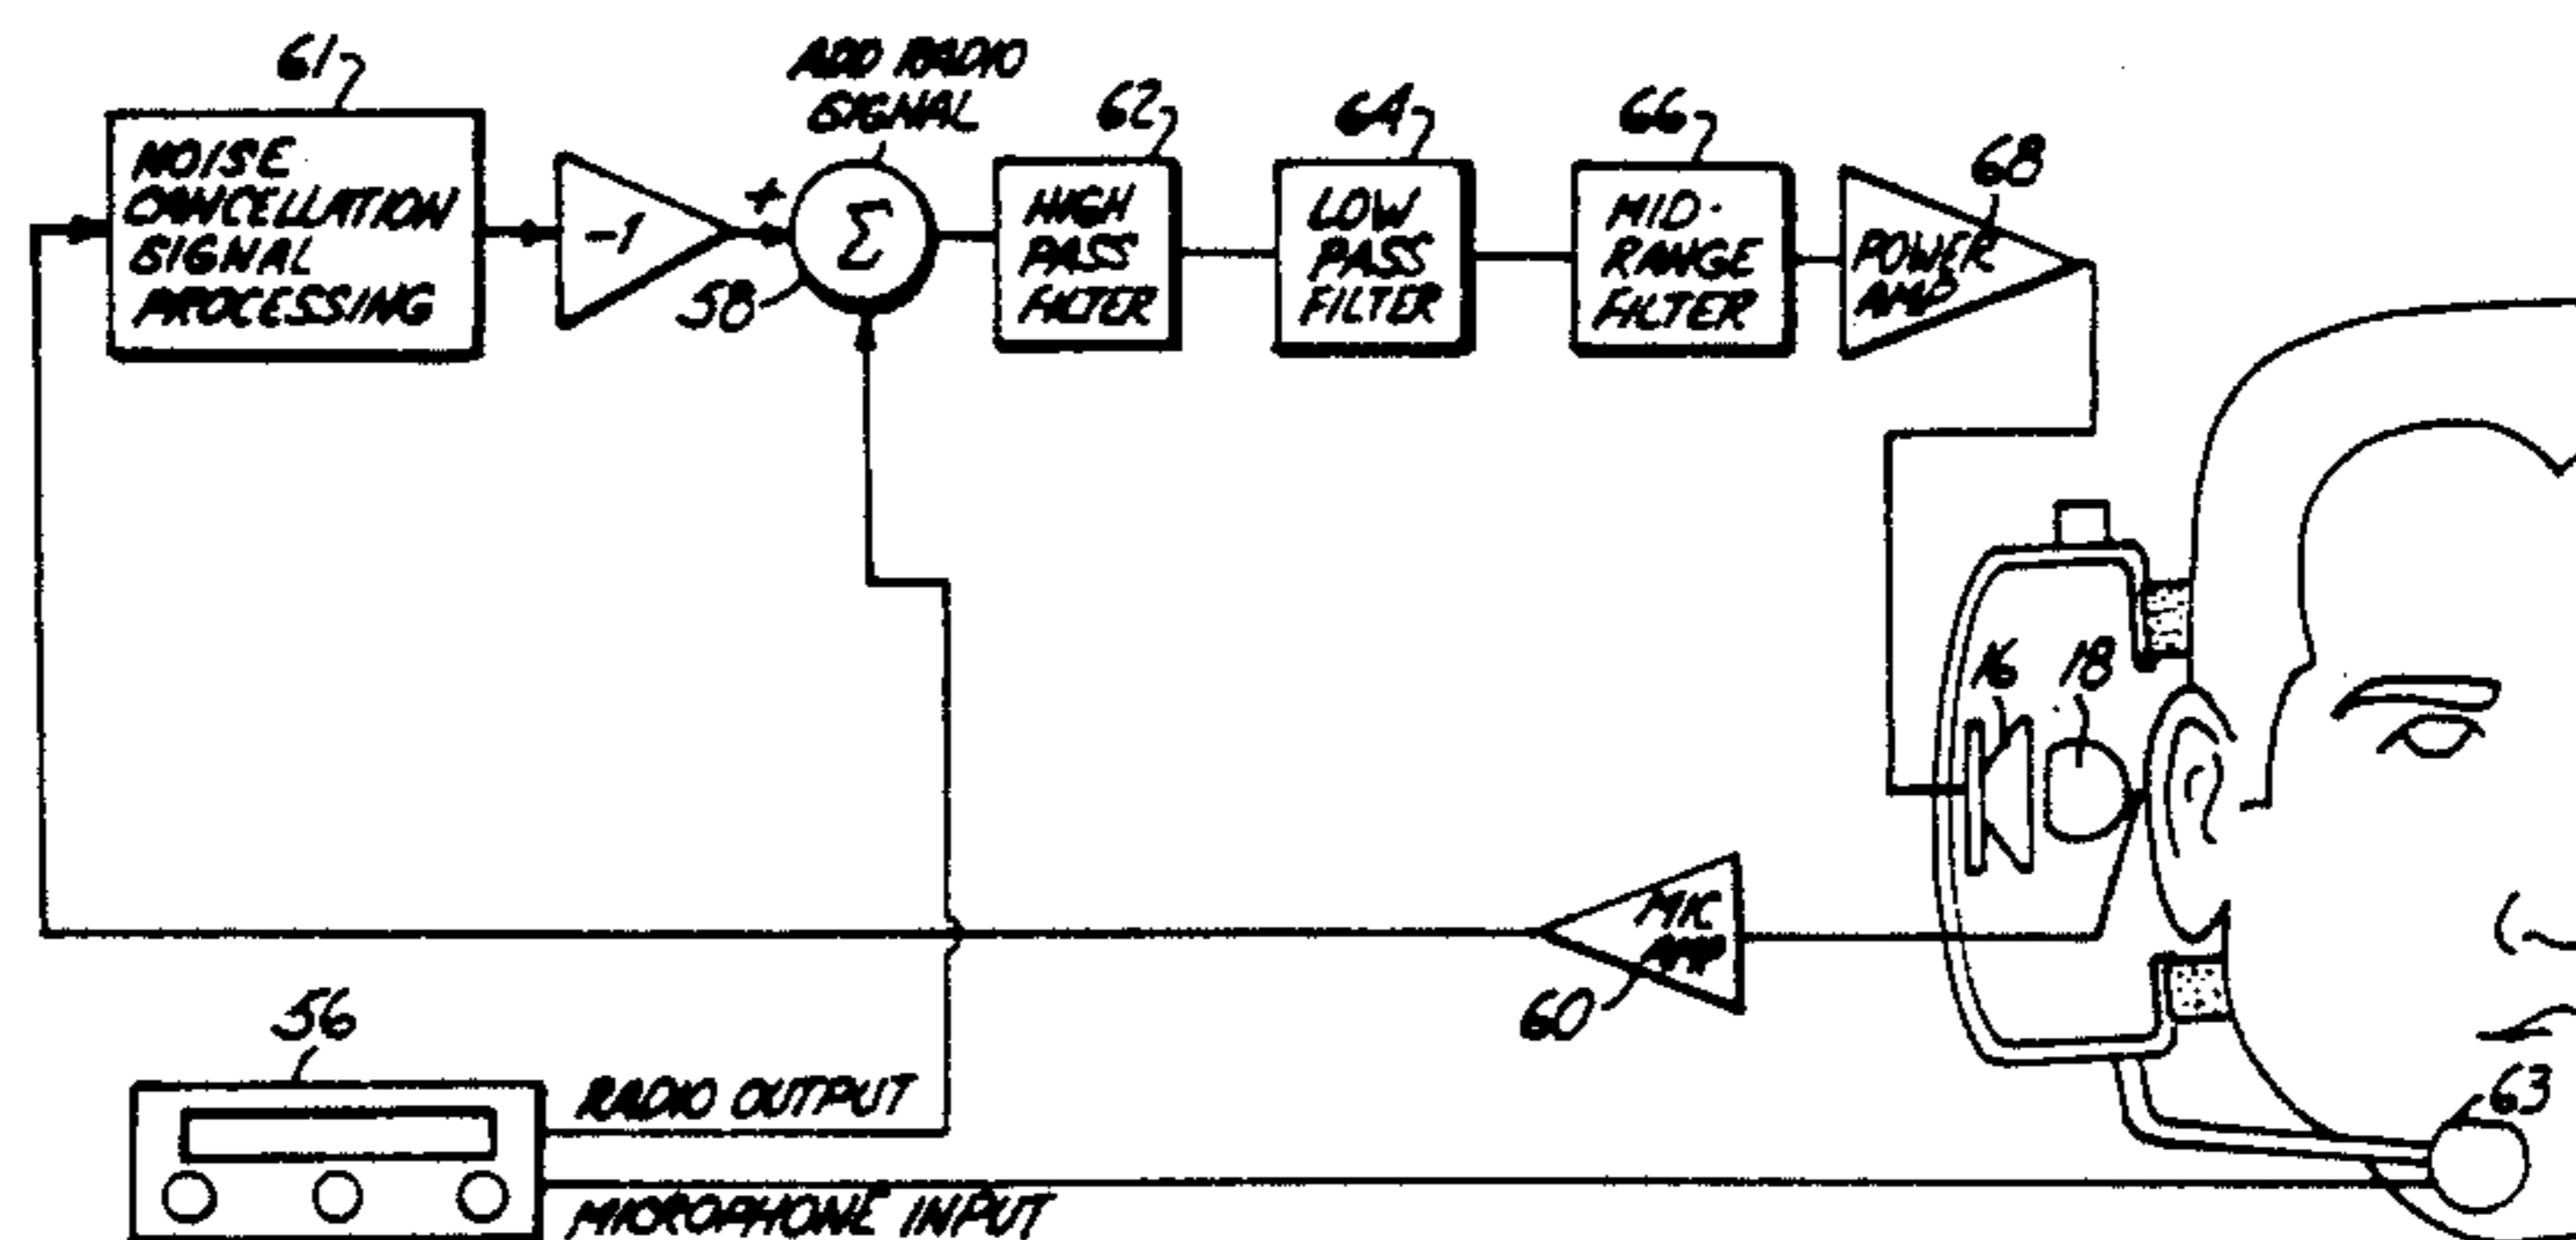 61
ADD RADIO
SIGNAL
NOISE
CANCELLATION
SIGNAL
PROCESSING
-1
+
Σ
58
62
HIGH
PASS
FILTER
64
LOW
PASS
FILTER
66
MID-
RANGE
FILTER
68
POWER
AMP
16
18
MIC
AMP
60
56
RADIO OUTPUT
MICROPHONE INPUT
63